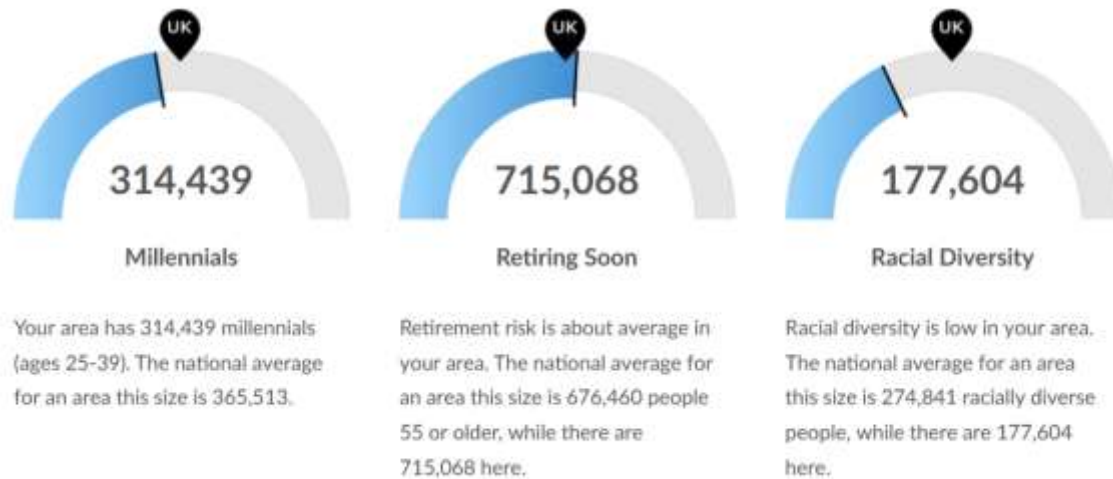 UK
314,439
Millennials
Your area has 314,439 millennials
(ages 25-39). The national average
for an area this size is 365,513.
UK
715,068
Retiring Soon
Retirement risk is about average in
your area. The national average for
an area this size is 676,460 people
55 or older, while there are
715,068 here.
UK
177,604
Racial Diversity
Racial diversity is low in your area.
The national average for an area
this size is 274,841 racially diverse
people, while there are 177,604
here.